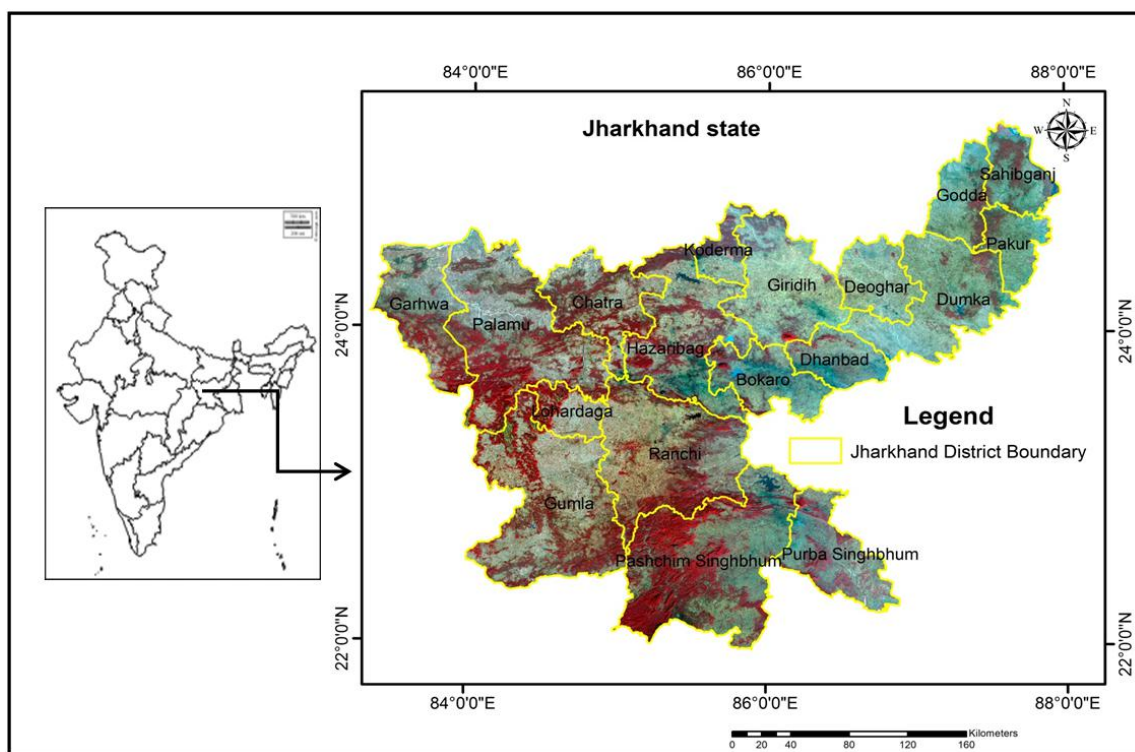 84°0'0"E
86°0'0"E
88°0'0"E
Jharkhand state
N
W
E
S
Sahibganj
Godda
Pakur
Koderma
Giridih
Deoghar
Dumka
Garhwa
Chatra
Palamu
24°0'0"N
24°0'0"N
Hazaribag
Dhanbad
Bokaro
Lohardaga
Legend
Ranchi
Jharkhand District Boundary
Gumla
Pashchim Singhbhum
Purba Singhbhum
22°0'0"N
22°0'0"N
84°0'0"E
86°0'0"E
88°0'0"E
Kilometers
0 20 40 80 120 160